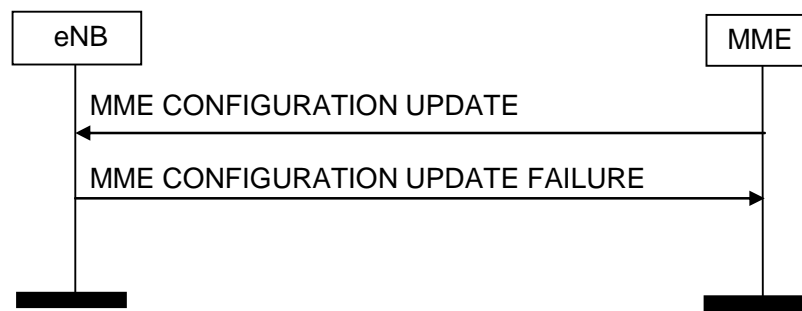 eNB
MME
MME CONFIGURATION UPDATE
MME CONFIGURATION UPDATE FAILURE